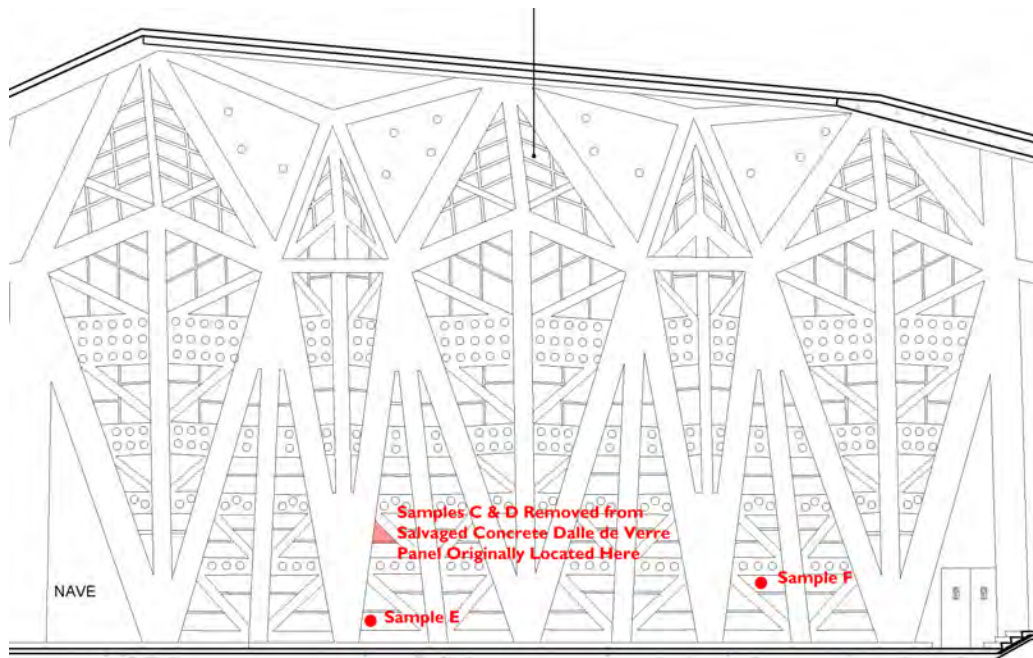 Samples C & D Removed from
Salvaged Concrete Dalle de Verre
Panel Originally Located Here
Sample F
NAVE
Sample E